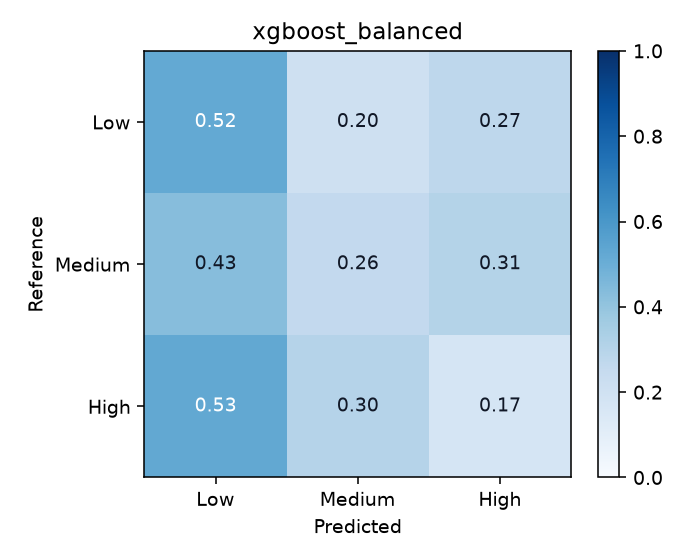 xgboost_balanced
Low 0.52 0.20 0.27
Medium 0.43 0.26 0.31
High 0.53 0.30 0.17
Low Medium High
Predicted
Reference
1.0
0.8
0.6
0.4
0.2
0.0